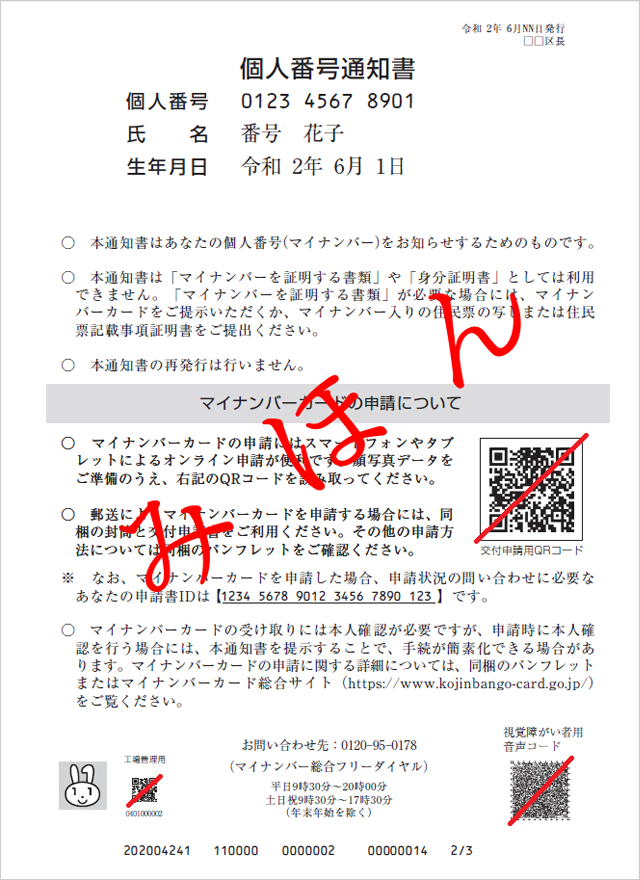 令和 2年 6月NN日発行
□□区長
個人番号通知書
個人番号 0123 4567 8901
氏 名 番号 花子
生年月日 令和 2年 6月 1日
○ 本通知書はあなたの個人番号(マイナンバー)をお知らせするためのものです。
○ 本通知書は「マイナンバーを証明する書類」や「身分証明書」としては利用
できません。「マイナンバーを証明する書類」が必要な場合には、マイナン
バーカードをご提示いただくか、マイナンバー入りの住民票の写しまたは住民
票記載事項証明書をご提出ください。
○ 本通知書の再発行は行いません。
マイナンバーカードの申請について
○ マイナンバーカードの申請にはスマートフォンやタブ
レットによるオンライン申請が便利です。顔写真データを
ご準備のうえ、右記のQRコードを読み取ってください。
交付申請用QRコード
○ 郵送によりマイナンバーカードを申請する場合には、同
梱の封筒と交付申請書をご利用ください。その他の申請方
法については同梱のパンフレットをご確認ください。
※ なお、マイナンバーカードを申請した場合、申請状況の問い合わせに必要な
あなたの申請書IDは【1234 5678 9012 3456 7890 123】です。
○ マイナンバーカードの受け取りには本人確認が必要ですが、申請時に本人確
認を行う場合には、本通知書を提示することで、手続が簡素化できる場合があ
ります。マイナンバーカードの申請に関する詳細については、同梱のパンフレット
またはマイナンバーカード総合サイト（https://www.kojinbango-card.go.jp/）
をご覧ください。
みほん
お問い合わせ先：0120-95-0178
（マイナンバー総合フリーダイヤル）
平日9時30分～20時00分
土日祝9時30分～17時30分
（年末年始を除く）
工場管理用
0401000002
視覚障がい者用
音声コード
202004241 110000 0000002 00000014 2/3